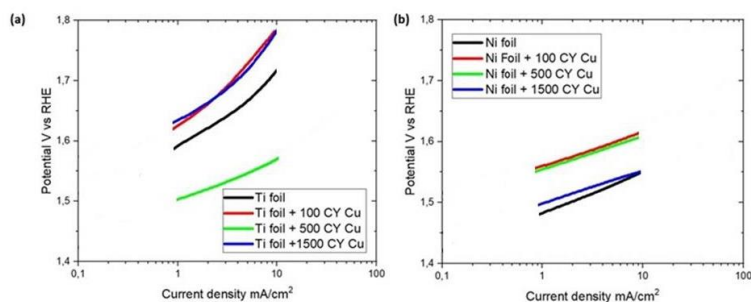 (a)
1,8
1,7
1,6
1,5
1,4
Potential V vs RHE
Ti foil
Ti foil + 100 CY Cu
Ti foil + 500 CY Cu
Ti foil +1500 CY Cu
0,1
1
10
100
Current density mA/cm²
(b)
1,8
1,7
1,6
1,5
1,4
Potential V vs RHE
Ni foil
Ni Foil + 100 CY Cu
Ni foil + 500 CY Cu
Ni foil + 1500 CY Cu
0,1
1
10
100
Current density mA/cm²